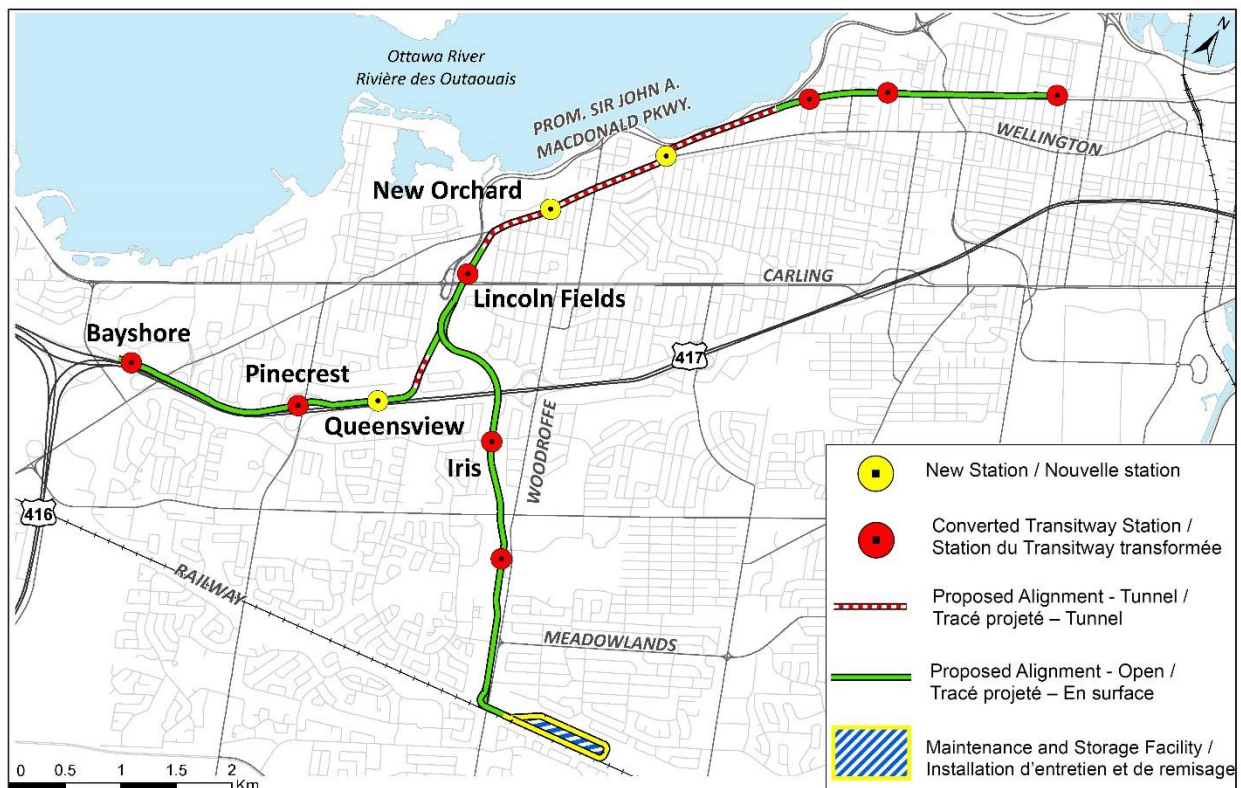 Ottawa River
Rivière des Outaouais
N
PROM. SIR JOHN A.
MACDONALD PKWY.
WELLINGTON
New Orchard
CARLING
Lincoln Fields
Bayshore
417
Pinecrest
Queensview
Iris
WOODROFFE
416
RAILWAY
MEADOWLANDS
New Station / Nouvelle station
Converted Transitway Station /
Station du Transitway transformée
Proposed Alignment - Tunnel /
Tracé projeté – Tunnel
Proposed Alignment - Open /
Tracé projeté – En surface
Maintenance and Storage Facility /
Installation d'entretien et de remisage
0 0.5 1 1.5 2
Km